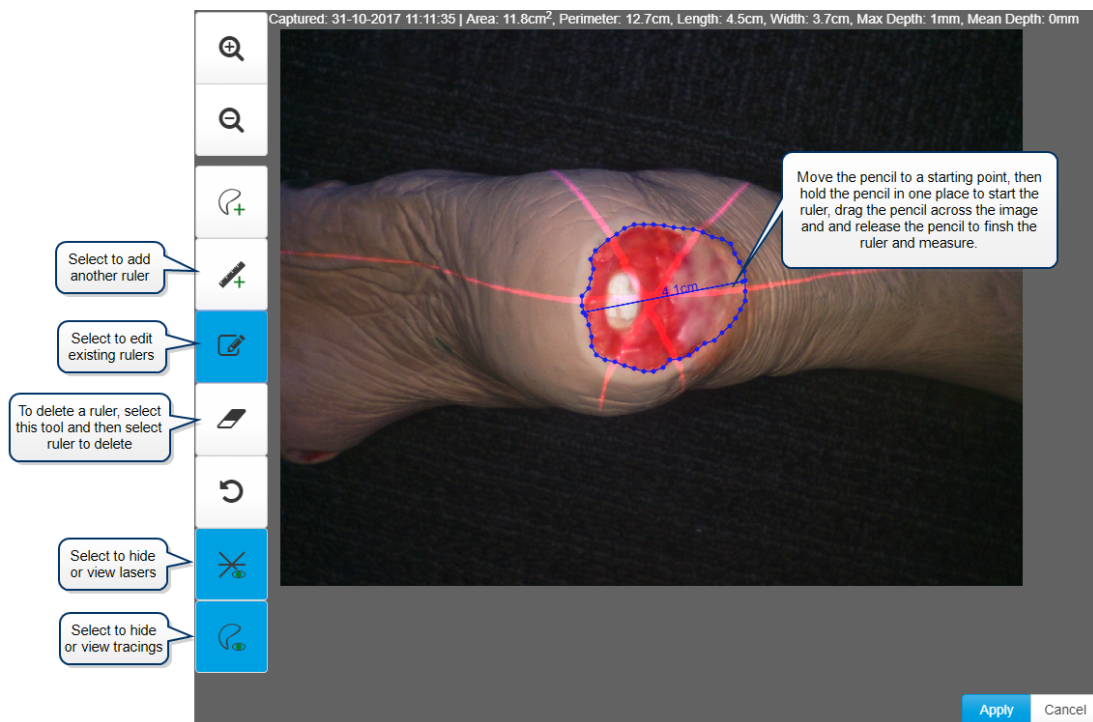 Captured: 31-10-2017 11:11:35 | Area: 11.8cm², Perimeter: 12.7cm, Length: 4.5cm, Width: 3.7cm, Max Depth: 1mm, Mean Depth: 0mm
Move the pencil to a starting point, then
hold the pencil in one place to start the
ruler, drag the pencil across the image
and and release the pencil to finsh the
ruler and measure.
Select to add
another ruler
4.1cm
Select to edit
existing rulers
To delete a ruler, select
this tool and then select
ruler to delete
Select to hide
or view lasers
Select to hide
or view tracings
Apply
Cancel